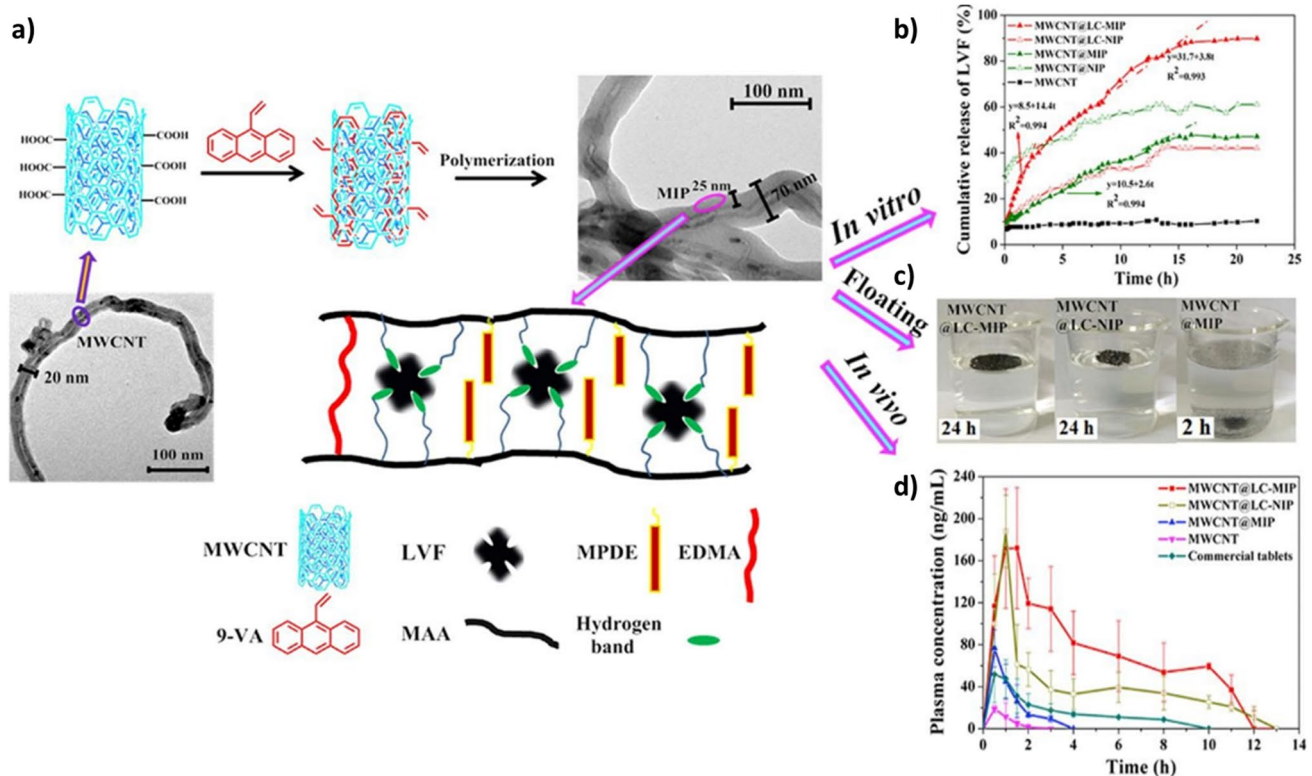 a)
HOOC
HOOC
HOOC
COOH
COOH
COOH
Polymerization
100 nm
MIP
25 nm
70 nm
MWCNT
20 nm
100 nm
In vitro
Floating
In vivo
MWCNT
LVF
MPDE
EDMA
9-VA
MAA
Hydrogen
band
b)
Cumulative release of LVF (%)
100
90
80
70
60
50
40
30
20
10
0
MWCNT@LC-MIP
MWCNT@LC-NIP
MWCNT@MIP
MWCNT@NIP
MWCNT
y=31.7+3.8t
R²=0.993
y=8.5+14.4t
R²=0.994
y=10.5+2.6t
R²=0.994
0 5 10 15 20 25
Time (h)
c)
MWCNT
@LC-MIP
24 h
MWCNT
@LC-NIP
24 h
MWCNT
@MIP
2 h
d)
Plasma concentration (ng/mL)
240
200
160
120
80
40
0
MWCNT@LC-MIP
MWCNT@LC-NIP
MWCNT@MIP
MWCNT
Commercial tablets
0 2 4 6 8 10 12 14
Time (h)